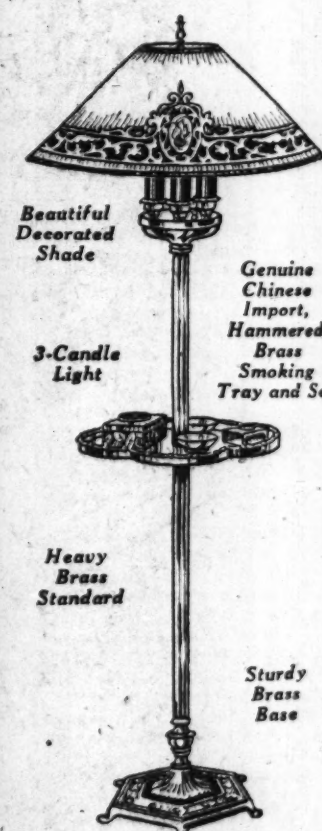 Beautiful
Decorated
Shade
Genuine
Chinese
Import,
Hammered
Brass
Smoking
Tray and
3-Candle
Light
Heavy
Brass
Standard
Sturdy
Brass
Base